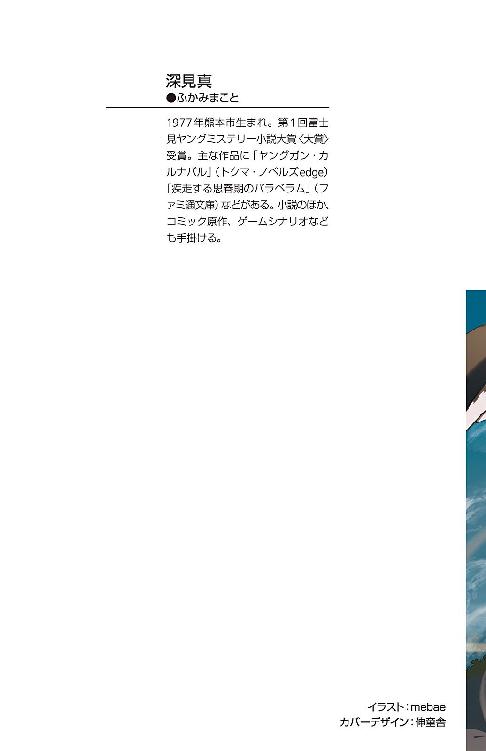 深見真
●ふかみまこと
1977年熊本市生まれ。第1回富士
見ヤングミステリー小説大賞〈大賞〉
受賞。主な作品に「ヤングガン・カ
ルナバル」(トクマ・ノベルズedge)
「疾走する思春期のパラベラム」(フ
ァミ通文庫)などがある。小説のほか、
コミック原作、ゲームシナリオなど
も手掛ける。
イラスト:mebae
カバーデザイン:伸童舎